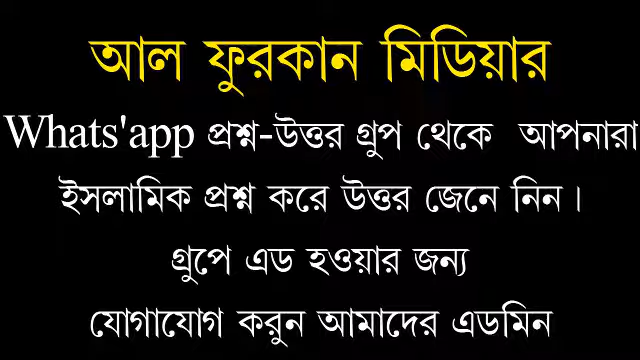 আল ফুরকান মিডিয়ার
Whats'app প্রশ্ন-উত্তর গ্রুপ থেকে আপনারা
ইসলামিক প্রশ্ন করে উত্তর জেনে নিন।
গ্রুপে এড হওয়ার জন্য
যোগাযোগ করুন আমাদের এডমিন